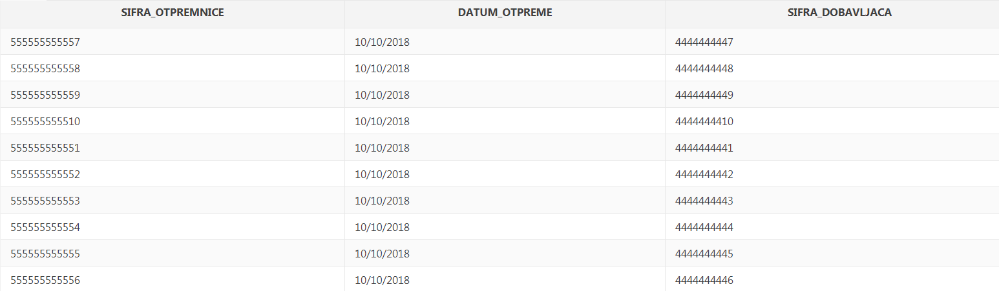 SIFRA_OTPREMNICE DATUM_OTPREME SIFRA_DOBAVLJACA
555555555557 10/10/2018 4444444447
555555555558 10/10/2018 4444444448
555555555559 10/10/2018 4444444449
555555555510 10/10/2018 4444444410
555555555551 10/10/2018 4444444441
555555555552 10/10/2018 4444444442
555555555553 10/10/2018 4444444443
555555555554 10/10/2018 4444444444
555555555555 10/10/2018 4444444445
555555555556 10/10/2018 4444444446